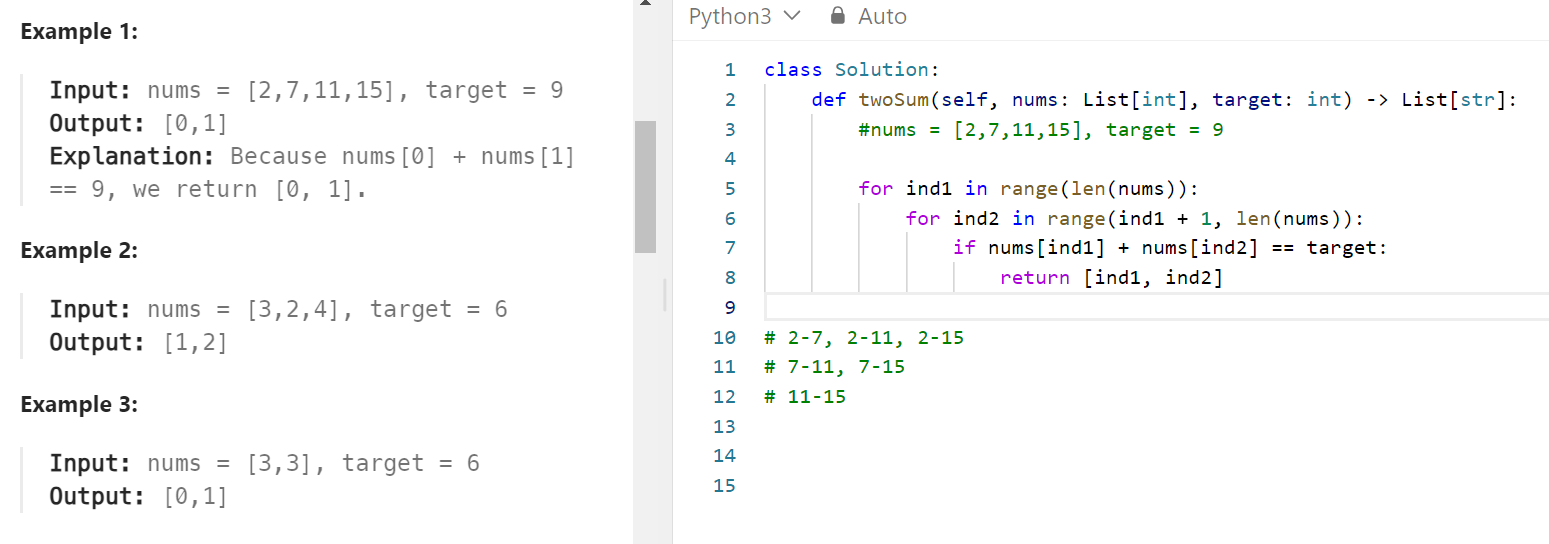 Example 1:
Input: nums = [2,7,11,15], target = 9
Output: [0,1]
Explanation: Because nums[0] + nums[1]
== 9, we return [0, 1].
Example 2:
Input: nums = [3,2,4], target = 6
Output: [1,2]
Example 3:
Input: nums = [3,3], target = 6
Output: [0,1]
Python3 Auto
1 class Solution:
2     def twoSum(self, nums: List[int], target: int) -> List[str]:
3         #nums = [2,7,11,15], target = 9
4
5         for ind1 in range(len(nums)):
6             for ind2 in range(ind1 + 1, len(nums)):
7                 if nums[ind1] + nums[ind2] == target:
8                     return [ind1, ind2]
9
10 # 2-7, 2-11, 2-15
11 # 7-11, 7-15
12 # 11-15
13
14
15